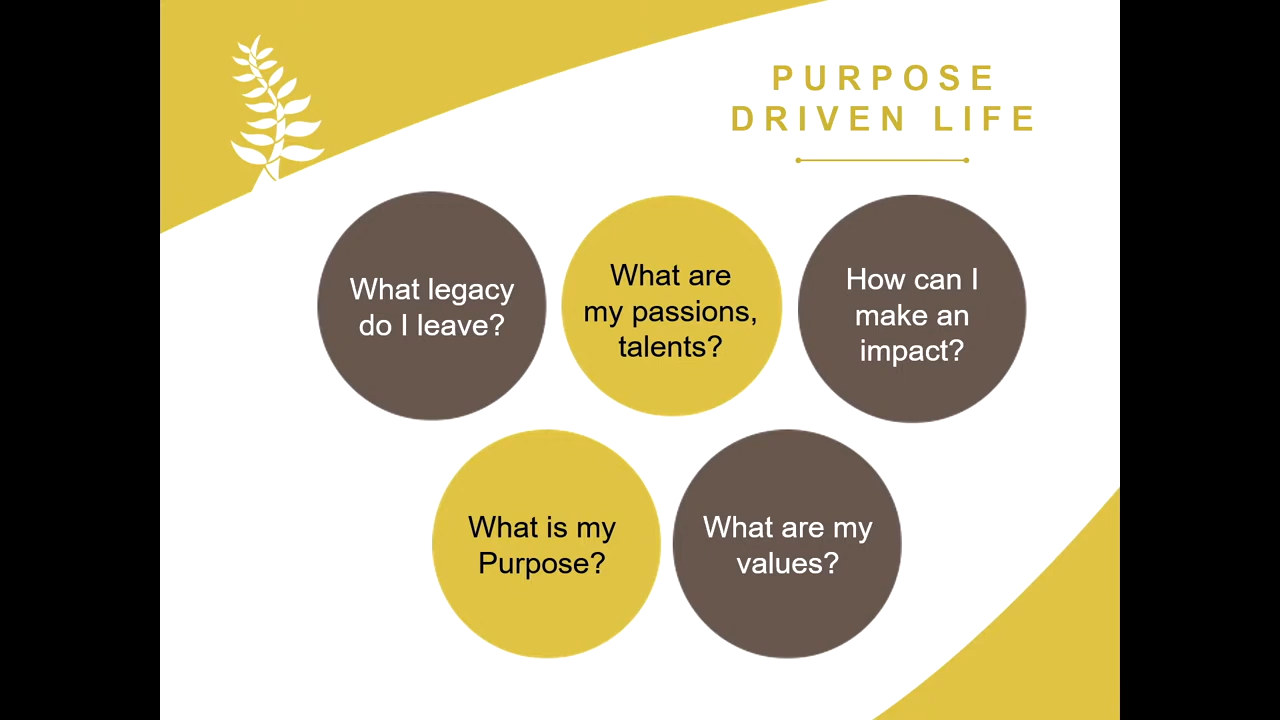 PURPOSE
DRIVEN LIFE
What legacy
do I leave?
What are
my passions,
talents?
How can I
make an
impact?
What is my
Purpose?
What are my
values?